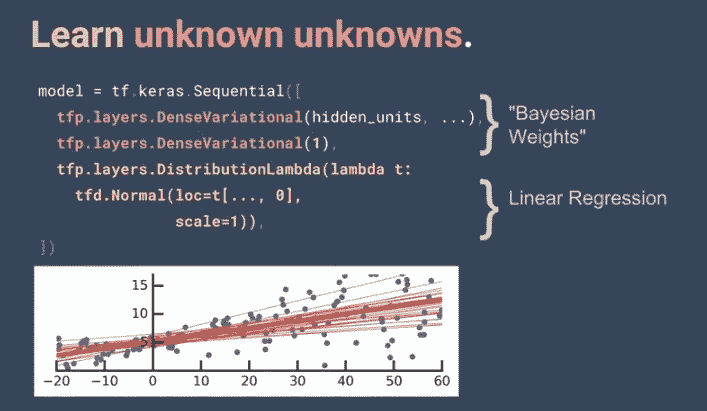 Learn unknown unknowns.
model = tf.keras.Sequential([
tfp.layers.DenseVariational(hidden_units, ...),
tfp.layers.DenseVariational(1),
tfp.layers.DistributionLambda(lambda t:
tfd.Normal(loc=t[..., 0],
scale=1)),
])
"Bayesian
Weights"
Linear Regression
15
10
5
−20 −10 0 10 20 30 40 50 60